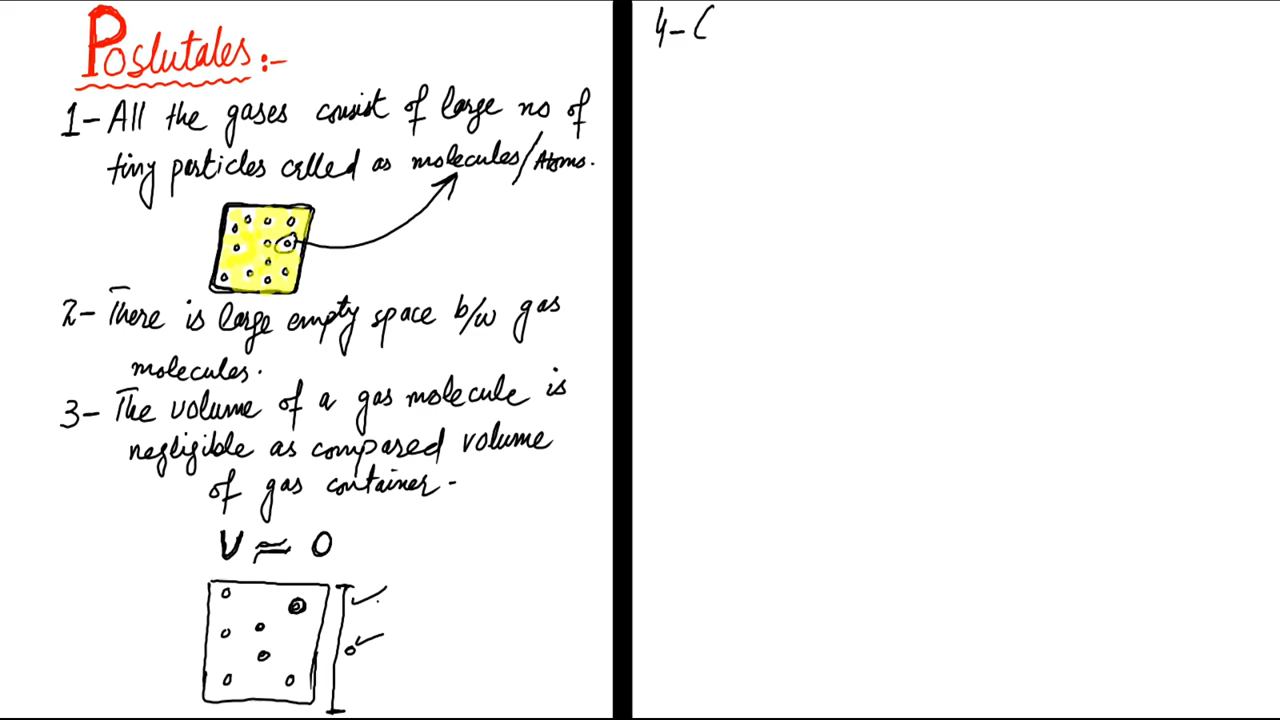 Poslutales :-
1- All the gases consist of large no of
tiny particles called as molecules/Atoms.
2- There is large empty space b/w gas
molecules.
3- The volume of a gas molecule is
negligible as compared volume
of gas container -
V ≈ 0
4- (